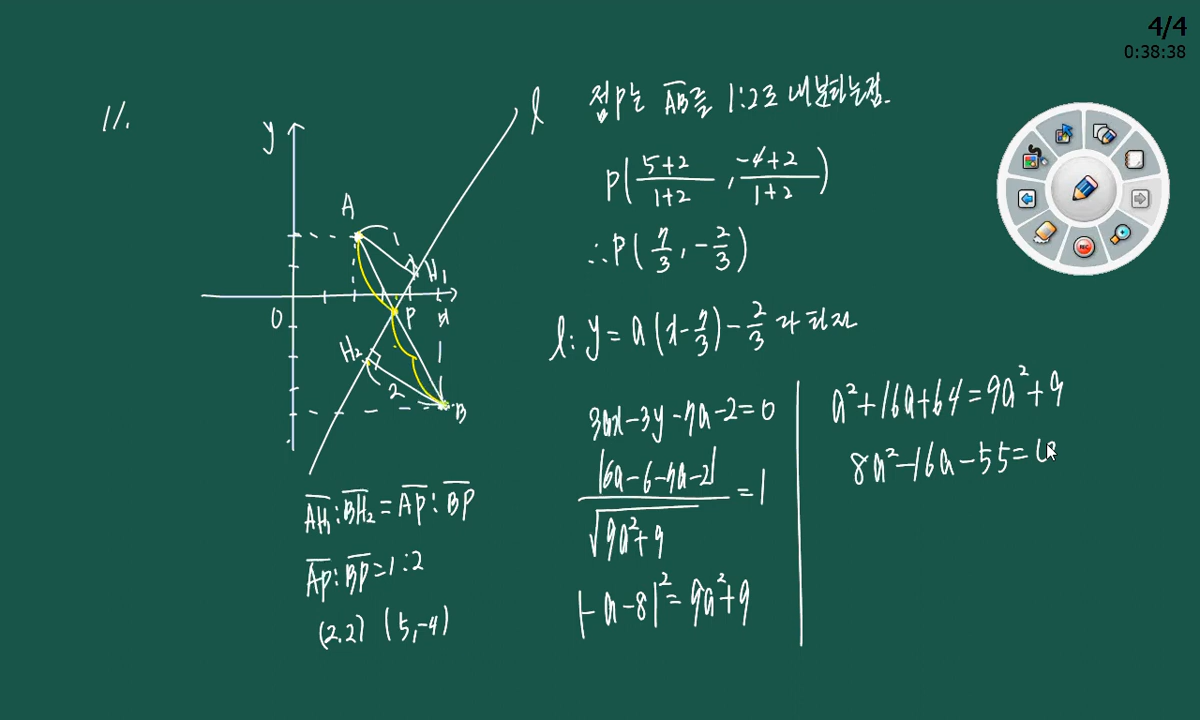 4/4
0:38:38
11.
y
l
A
1
H₁
O
P
H₂
2
B
AH₁:BH₂=AP:BP
AP:BP=1:2
(2,2) (5,-4)
점P는 AB를 1:2로 내분하는점.
P(5+2/1+2, -4+2/1+2)
∴P(7/3, -2/3)
l: y=a(x-7/3)-2/3 라 하자
3ax-3y-7a-2=0
|6a-6-7a-2|/√9a²+9=1
|-a-8|²=9a²+9
a²+16a+64=9a²+9
8a²-16a-55=0
REC